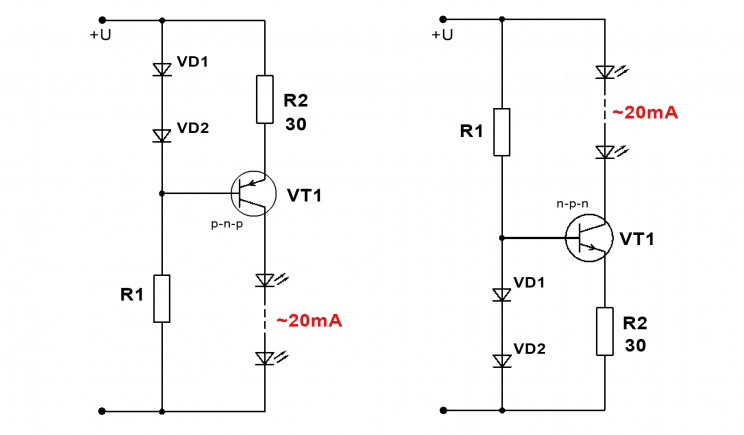 +U
VD1
VD2
R2
30
VT1
p-n-p
R1
~20mA
+U
R1
~20mA
n-p-n
VT1
VD1
VD2
R2
30